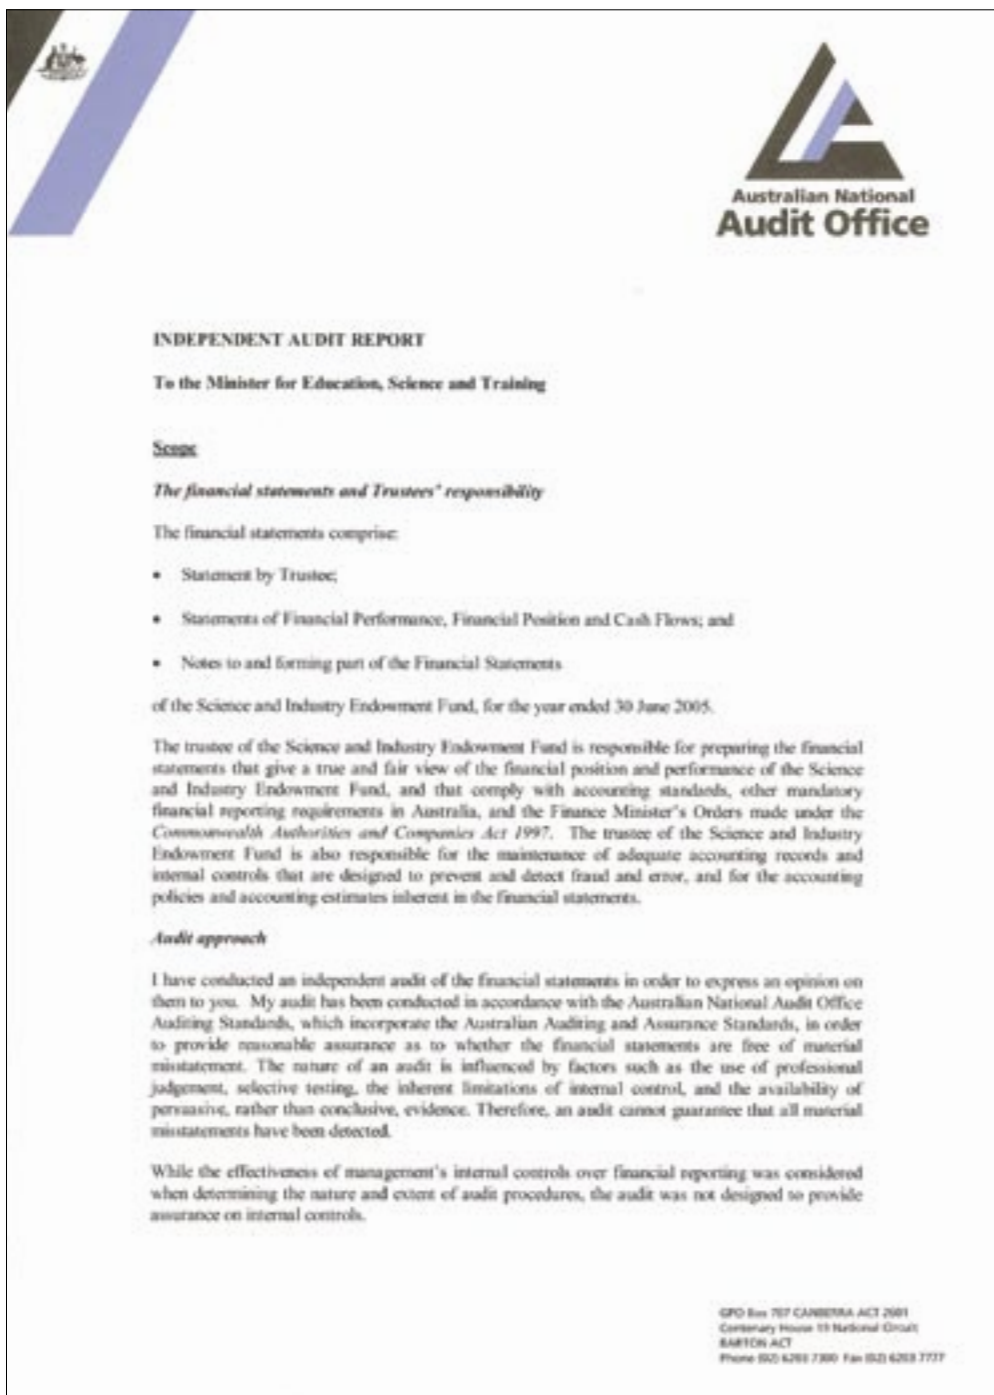 Australian National
Audit Office
INDEPENDENT AUDIT REPORT
To the Minister for Education, Science and Training
Scope
The financial statements and Trustees' responsibility
The financial statements comprise:
• Statement by Trustee;
• Statements of Financial Performance, Financial Position and Cash Flows; and
• Notes to and forming part of the Financial Statements
of the Science and Industry Endowment Fund, for the year ended 30 June 2005.
The trustee of the Science and Industry Endowment Fund is responsible for preparing the financial
statements that give a true and fair view of the financial position and performance of the Science
and Industry Endowment Fund, and that comply with accounting standards, other mandatory
financial reporting requirements in Australia, and the Finance Minister's Orders made under the
Commonwealth Authorities and Companies Act 1997. The trustee of the Science and Industry
Endowment Fund is also responsible for the maintenance of adequate accounting records and
internal controls that are designed to prevent and detect fraud and error, and for the accounting
policies and accounting estimates inherent in the financial statements.
Audit approach
I have conducted an independent audit of the financial statements in order to express an opinion on
them to you. My audit has been conducted in accordance with the Australian National Audit Office
Auditing Standards, which incorporate the Australian Auditing and Assurance Standards, in order
to provide reasonable assurance as to whether the financial statements are free of material
misstatement. The nature of an audit is influenced by factors such as the use of professional
judgement, selective testing, the inherent limitations of internal control, and the availability of
persuasive, rather than conclusive, evidence. Therefore, an audit cannot guarantee that all material
misstatements have been detected.
While the effectiveness of management's internal controls over financial reporting was considered
when determining the nature and extent of audit procedures, the audit was not designed to provide
assurance on internal controls.
GPO Box 707 CANBERRA ACT 2601
Centenary House 19 National Circuit
BARTON ACT
Phone (02) 6203 7300 Fax (02) 6203 7777